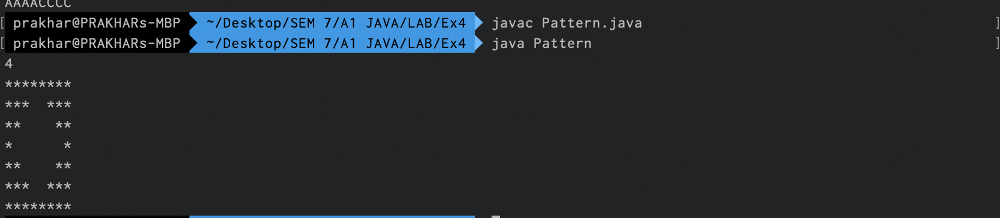 AAAACCCC
[ prakhar@PRAKHARs-MBP ~/Desktop/SEM 7/A1 JAVA/LAB/Ex4 javac Pattern.java ]
[ prakhar@PRAKHARs-MBP ~/Desktop/SEM 7/A1 JAVA/LAB/Ex4 java Pattern ]
4
********
***  ***
**    **
*      *
**    **
***  ***
********